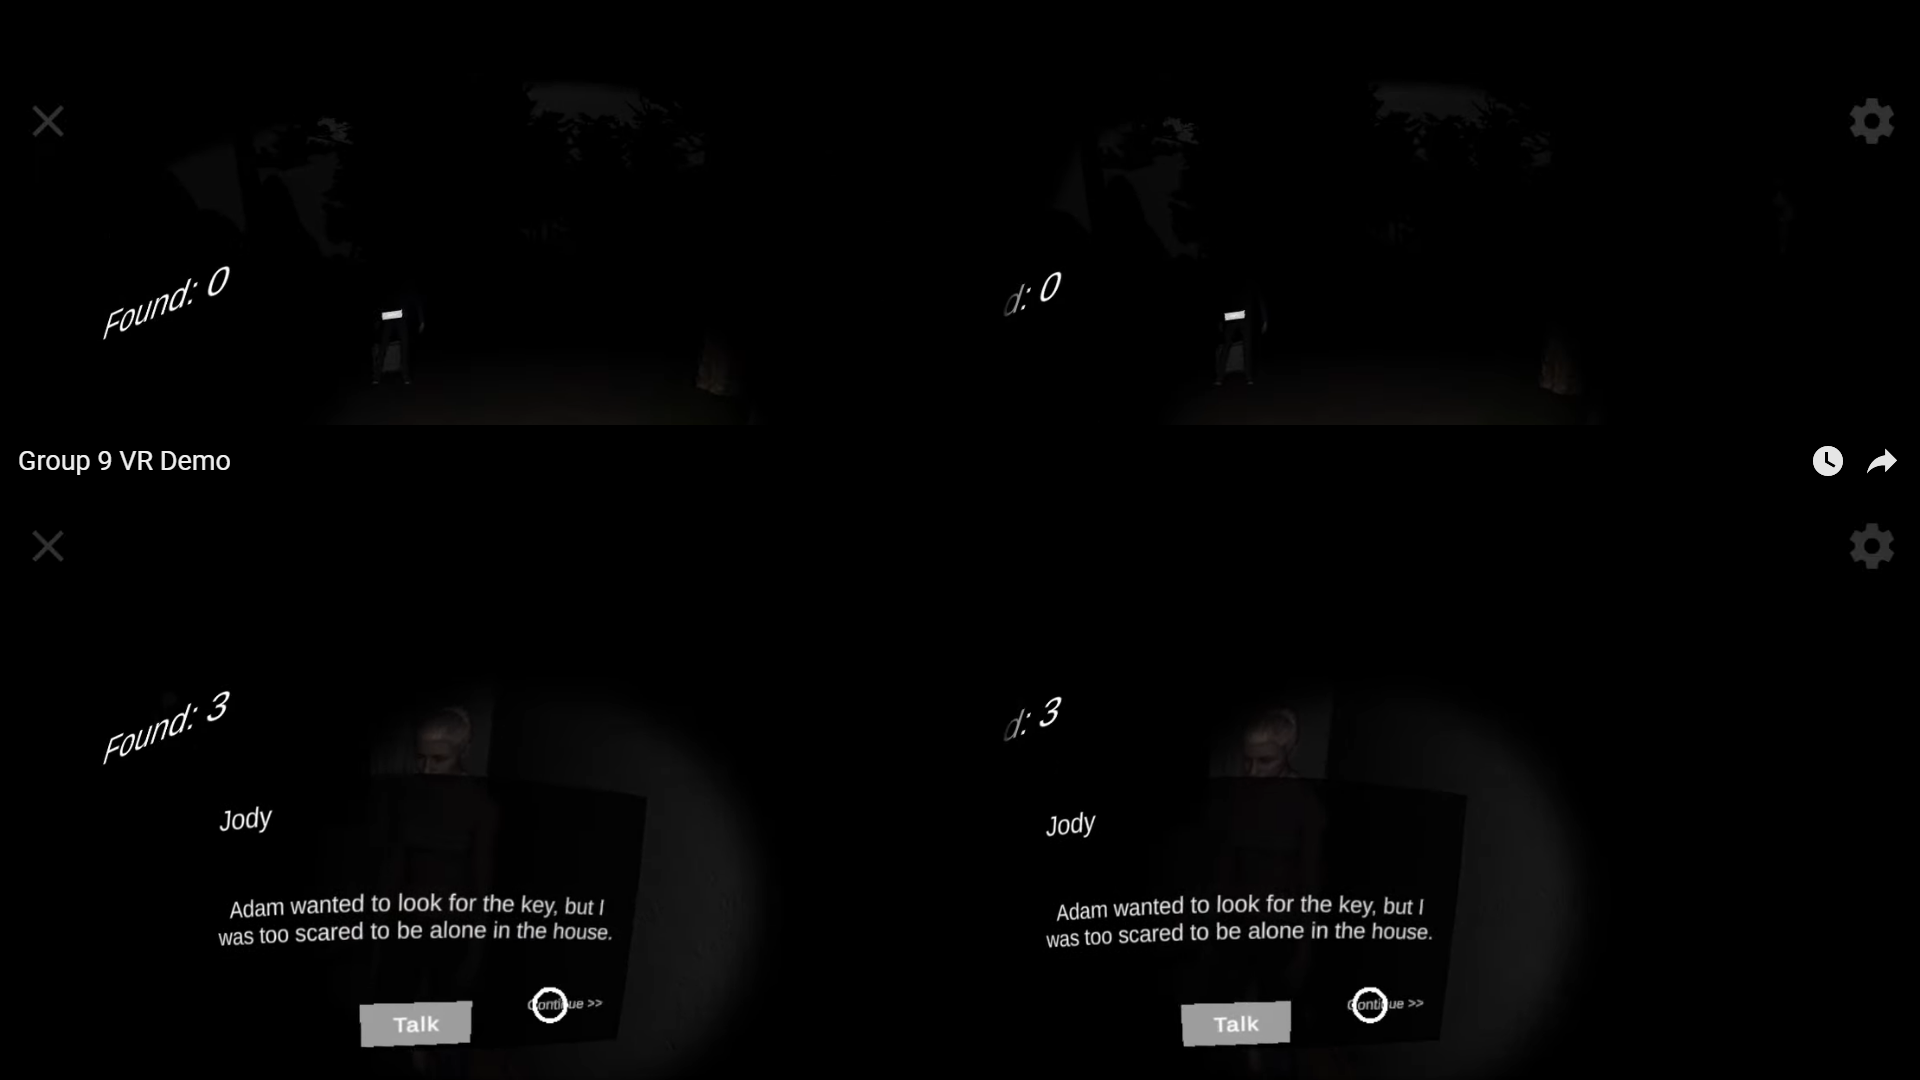 Found: 0
d: 0
Group 9 VR Demo
Found: 3
d: 3
Jody
Jody
Adam wanted to look for the key, but I
was too scared to be alone in the house.
Adam wanted to look for the key, but I
was too scared to be alone in the house.
Continue >>
Talk
Continue >>
Talk